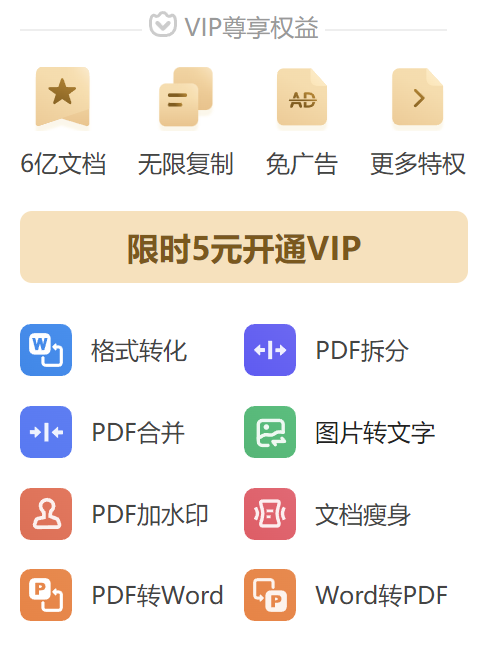 VIP尊享权益
6亿文档 无限复制 免广告 更多特权
AD
限时5元开通VIP
W 格式转化 PDF拆分
PDF合并 图片转文字
PDF加水印 文档瘦身
P PDF转Word P Word转PDF